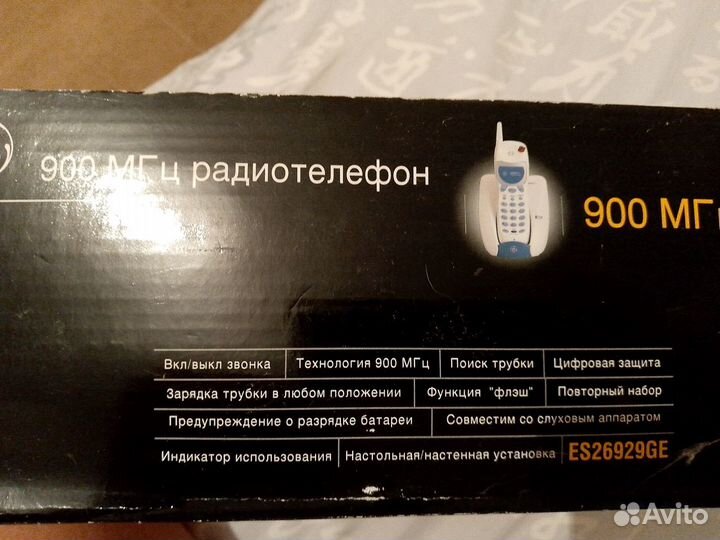 900 МГц радиотелефон
900 МГц
Вкл/выкл звонка Технология 900 МГц Поиск трубки Цифровая защита
Зарядка трубки в любом положении Функция "флэш" Повторный набор
Предупреждение о разрядке батареи Совместим со слуховым аппаратом
Индикатор использования Настольная/настенная установка ES26929GE
Avito